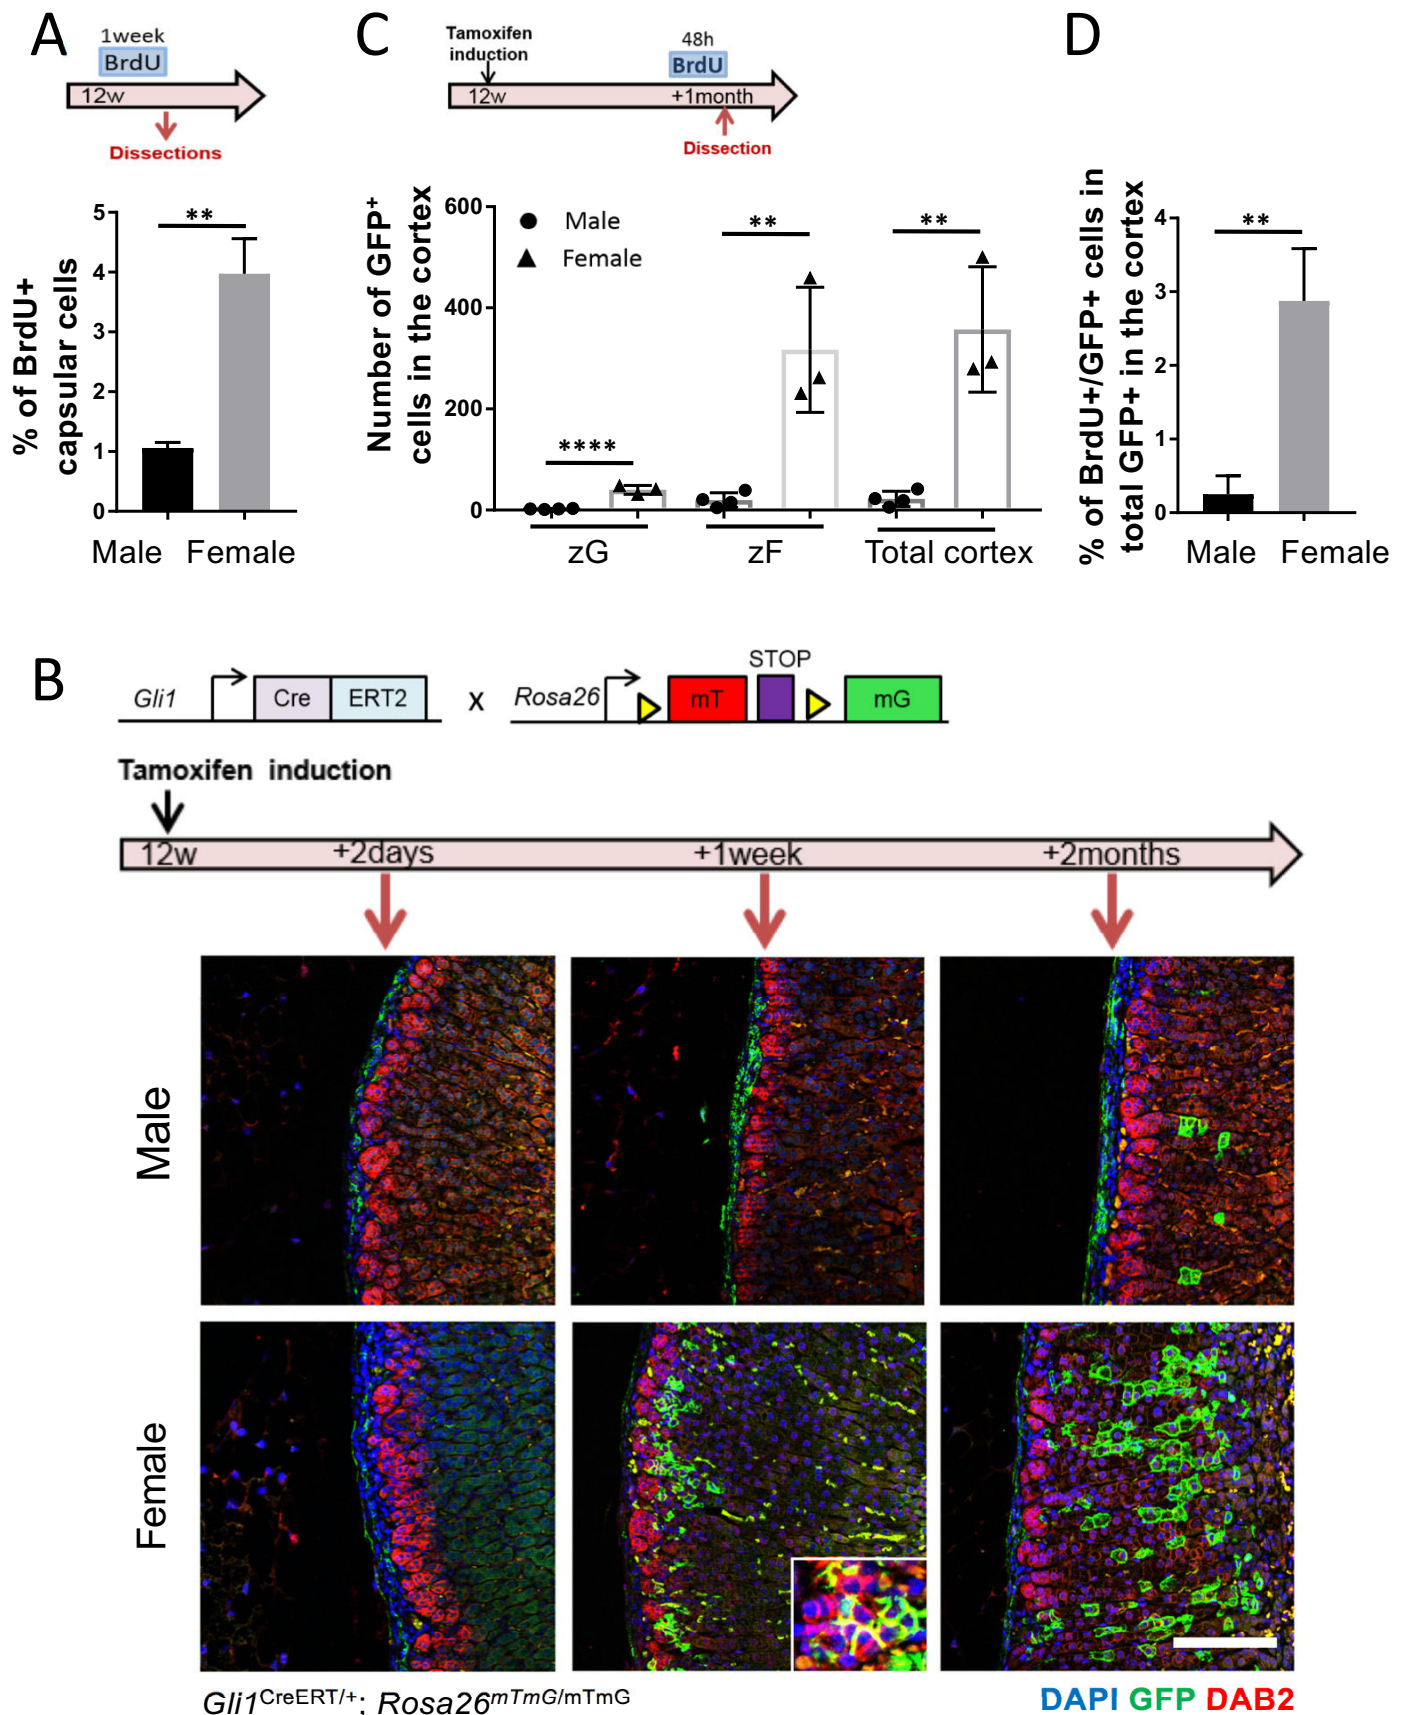 A
1week
BrdU
12w
Dissections
% of BrdU+
capsular cells
5
4
3
2
1
0
**
Male Female
C
Tamoxifen
induction
48h
BrdU
12w
+1month
Dissection
Number of GFP+
cells in the cortex
600
400
200
0
Male
Female
****
**
**
zG
zF
Total cortex
D
% of BrdU+/GFP+ cells in
total GFP+ in the cortex
4
3
2
1
0
**
Male Female
B
Gli1
Cre
ERT2
x
Rosa26
mT
STOP
mG
Tamoxifen induction
12w
+2days
+1week
+2months
Male
Female
Gli1CreERT/+; Rosa26mTmG/mTmG
DAPI GFP DAB2